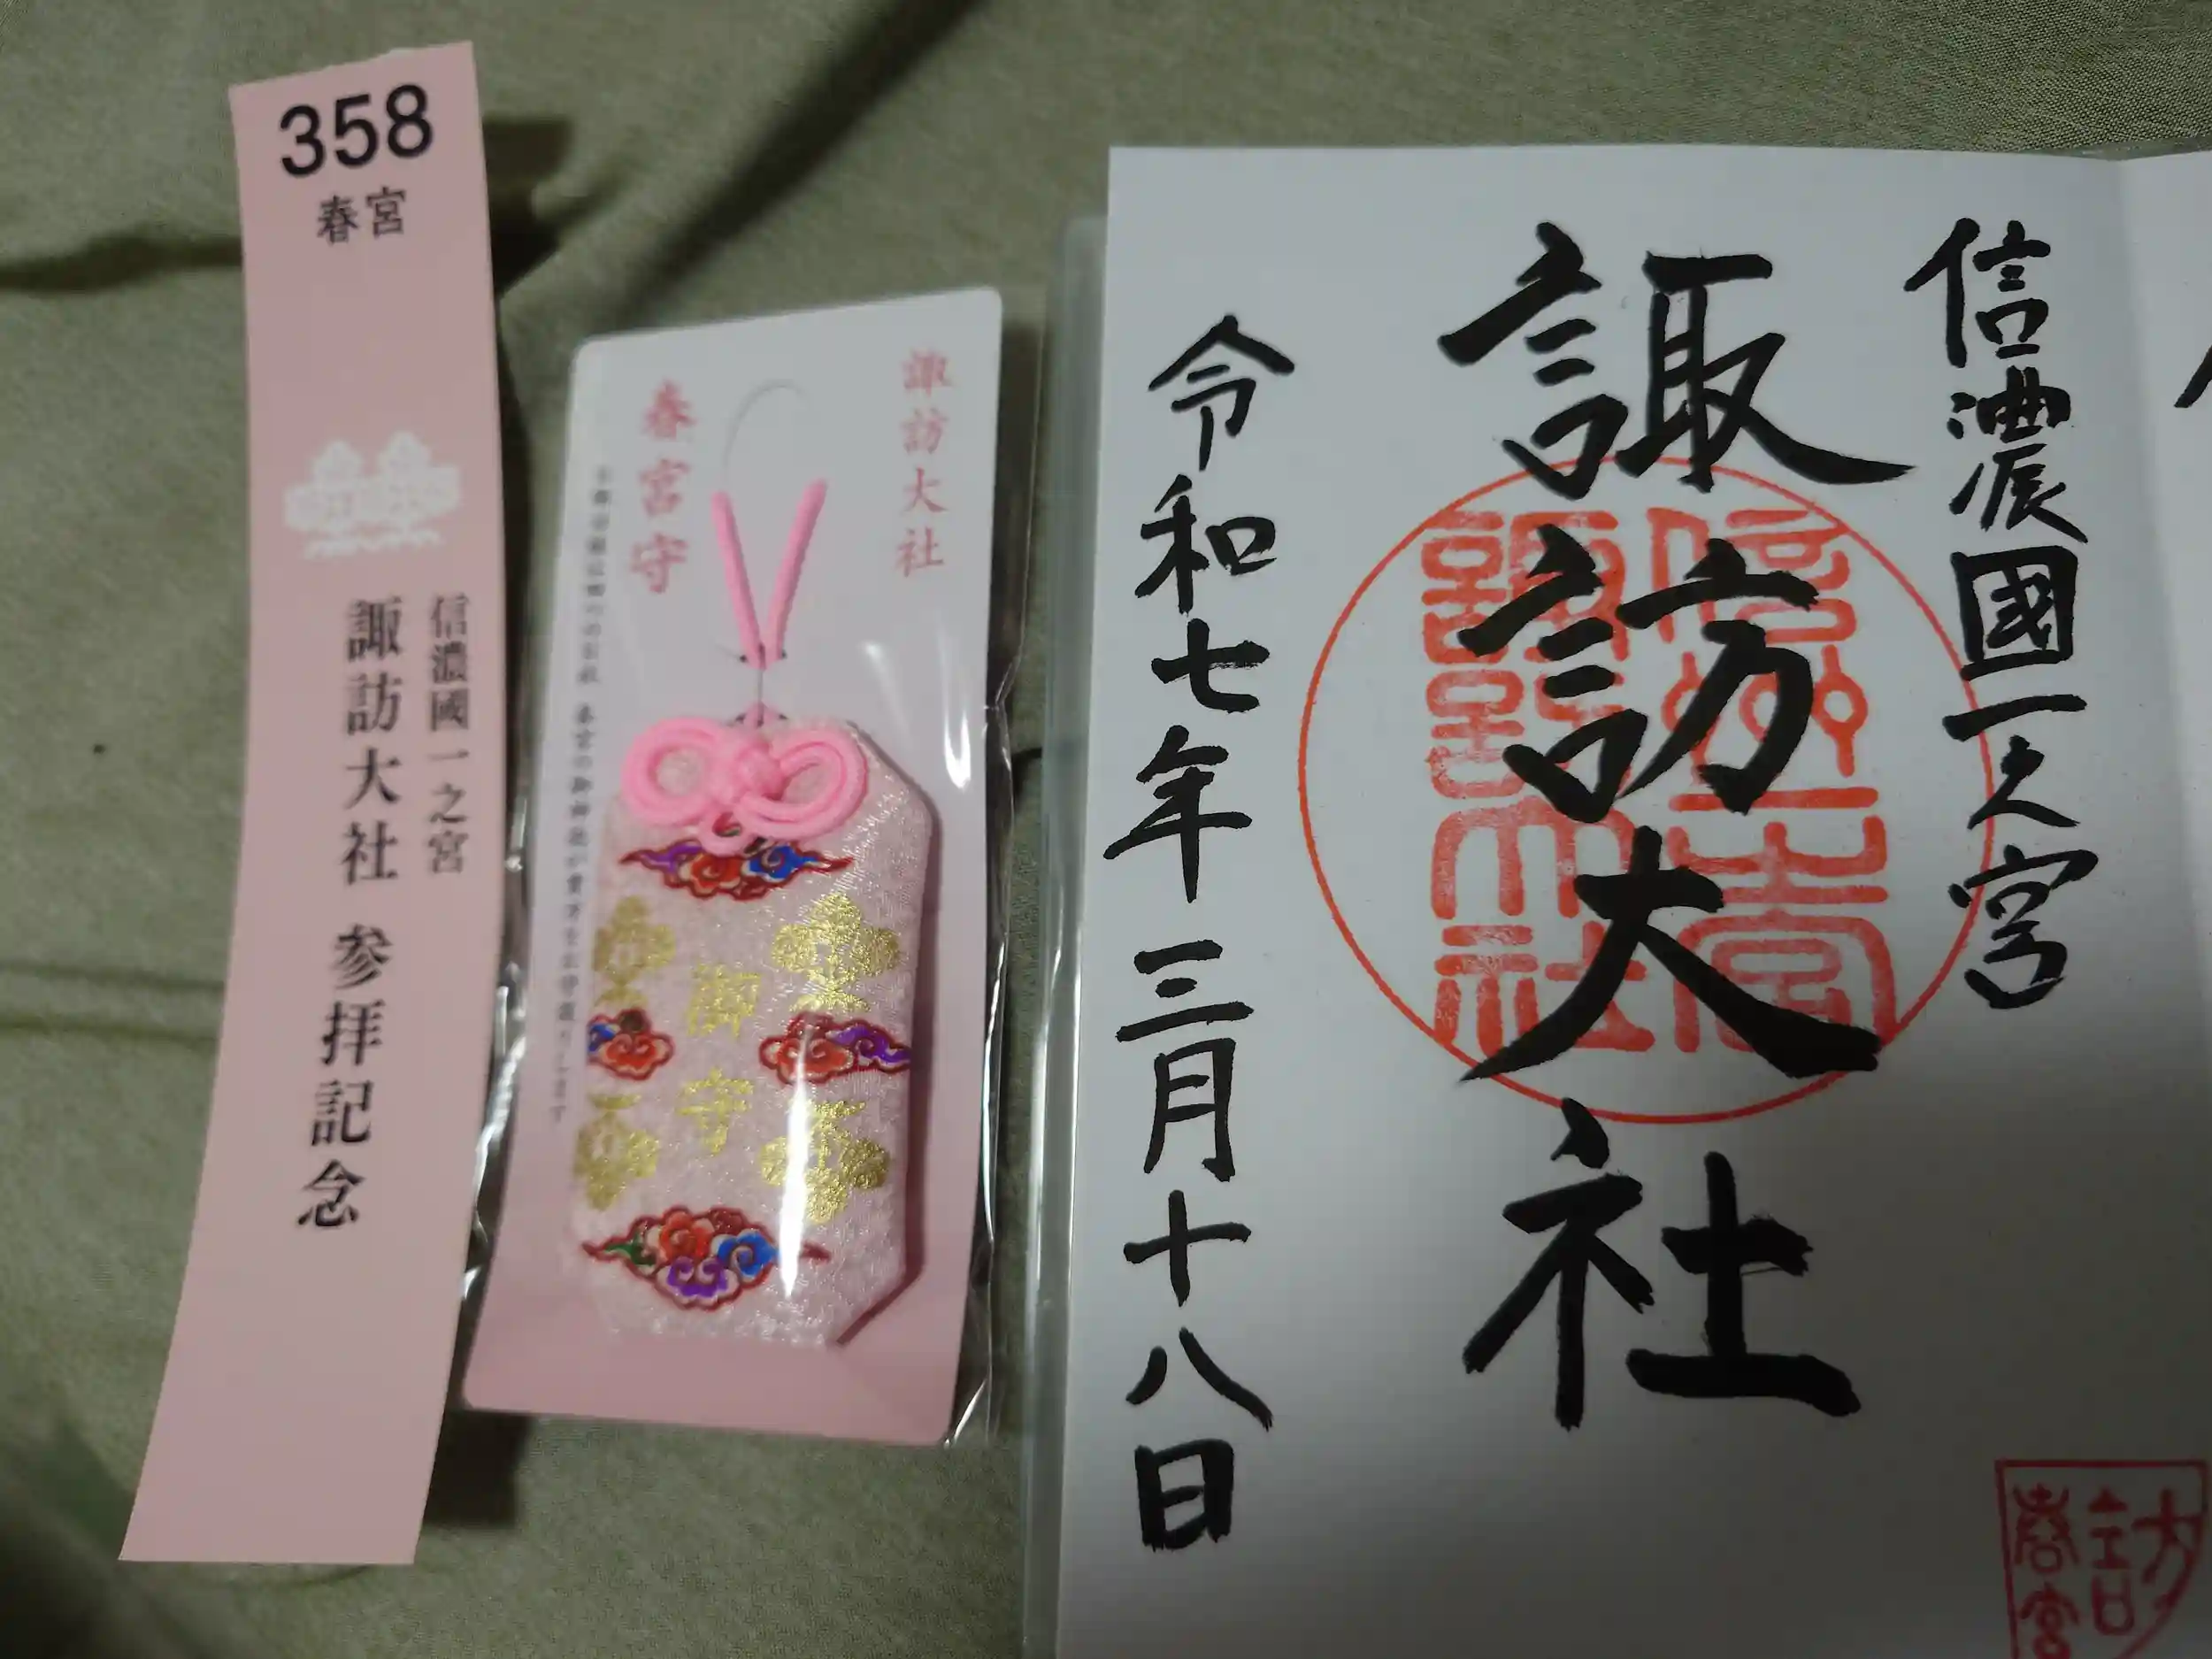 358
春宮
信濃國一之宮
諏訪大社 参拝記念
諏訪大社
春宮守
御守
信濃國一之宮
諏訪大社
令和七年三月十八日